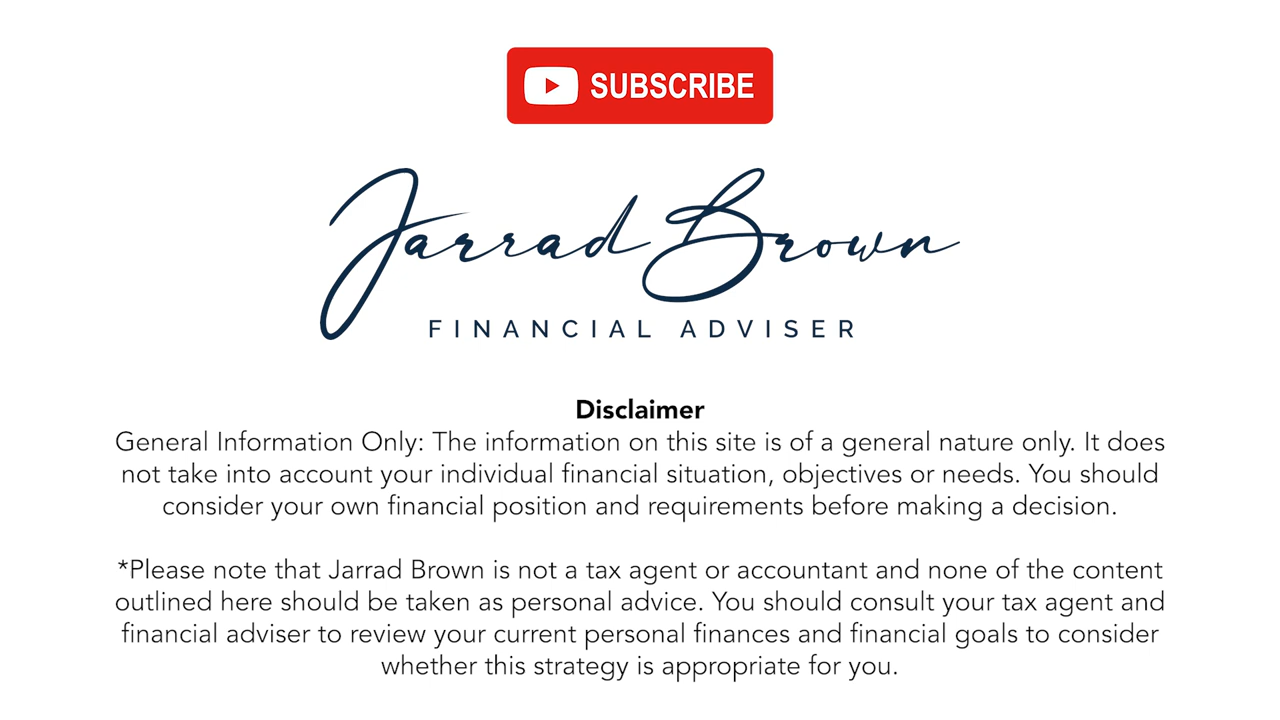 SUBSCRIBE
Jarrad Brown
FINANCIAL ADVISER
Disclaimer
General Information Only: The information on this site is of a general nature only. It does
not take into account your individual financial situation, objectives or needs. You should
consider your own financial position and requirements before making a decision.
*Please note that Jarrad Brown is not a tax agent or accountant and none of the content
outlined here should be taken as personal advice. You should consult your tax agent and
financial adviser to review your current personal finances and financial goals to consider
whether this strategy is appropriate for you.